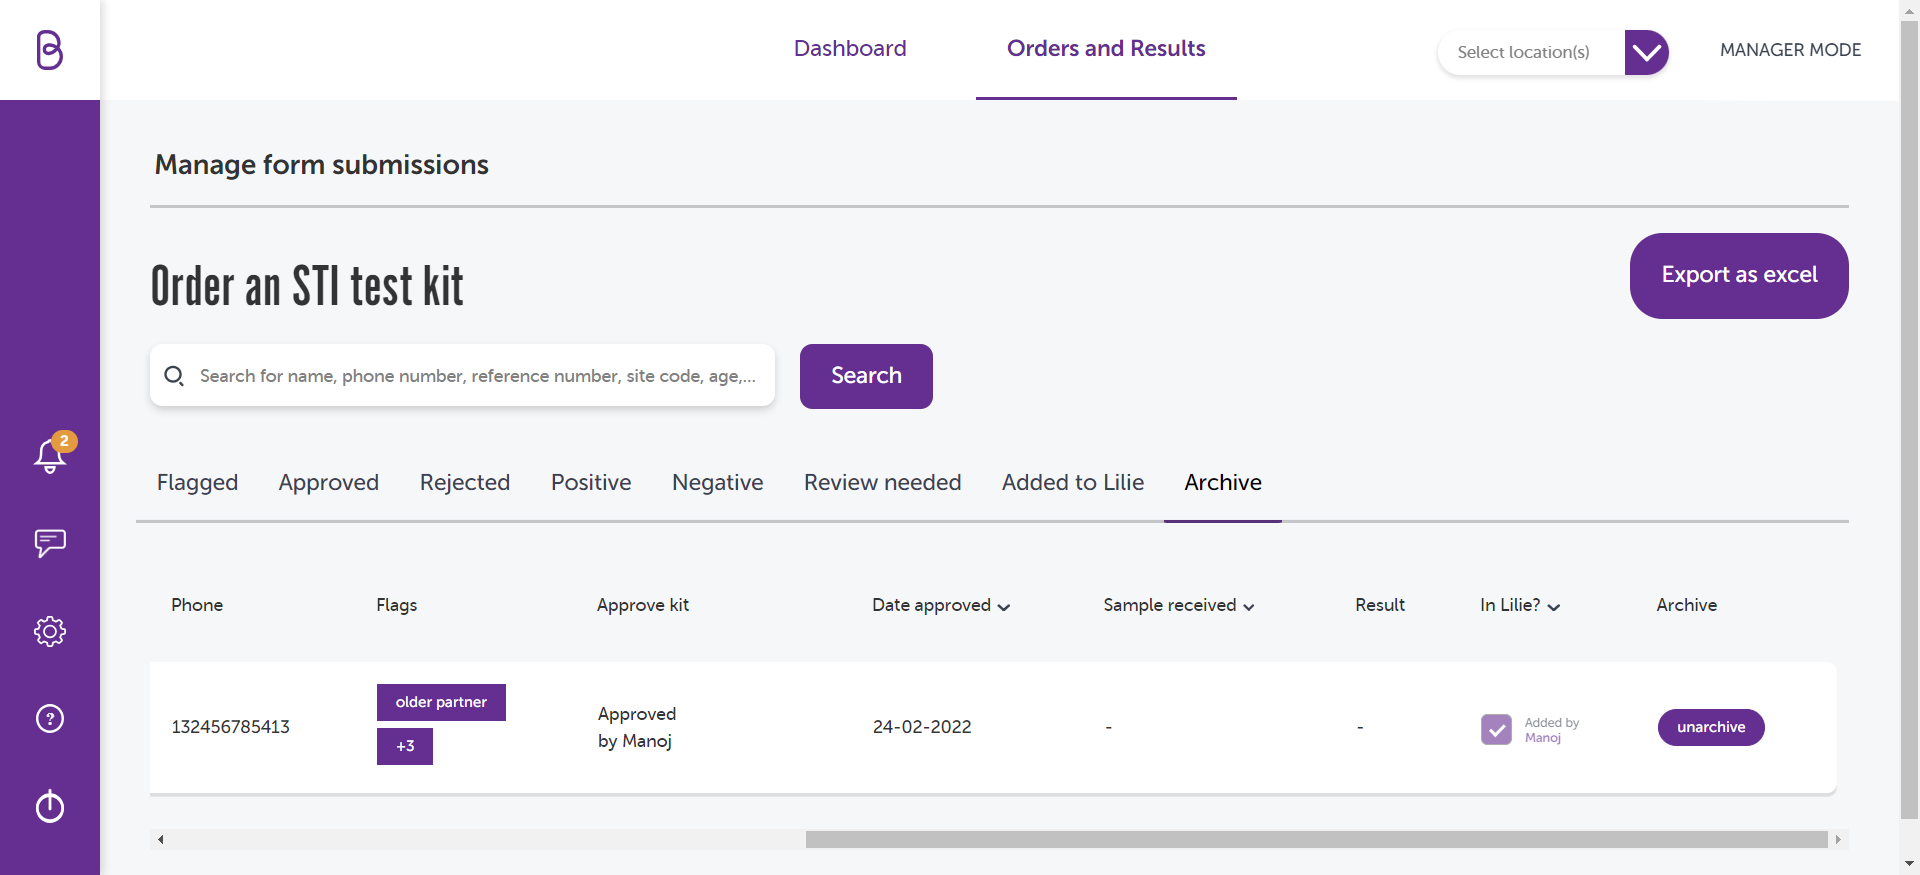 B
Dashboard
Orders and Results
Select location(s)
MANAGER MODE
Manage form submissions
Order an STI test kit
Export as excel
Search for name, phone number, reference number, site code, age,...
Search
2
Flagged
Approved
Rejected
Positive
Negative
Review needed
Added to Lilie
Archive
Phone
Flags
Approve kit
Date approved
Sample received
Result
In Lilie?
Archive
132456785413
older partner
+3
Approved
by Manoj
24-02-2022
-
-
Added by
Manoj
unarchive
?